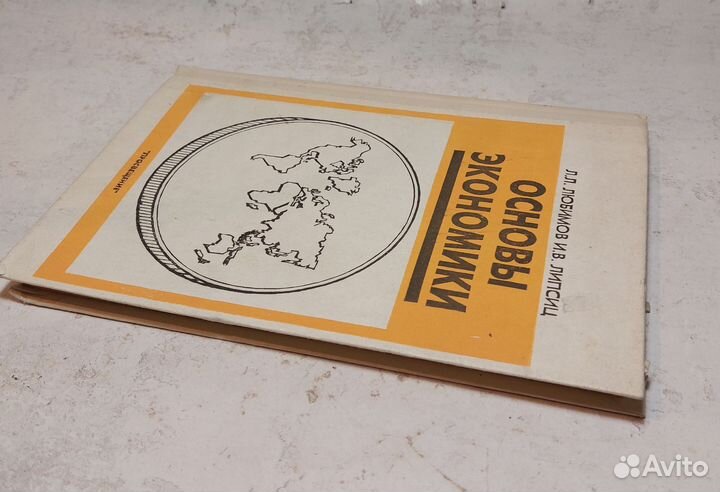 Л.Л. ЛЮБИМОВ И.В. ЛИПСИЦ
ОСНОВЫ
ЭКОНОМИКИ
"ПРОСВЕЩЕНИЕ"
Avito